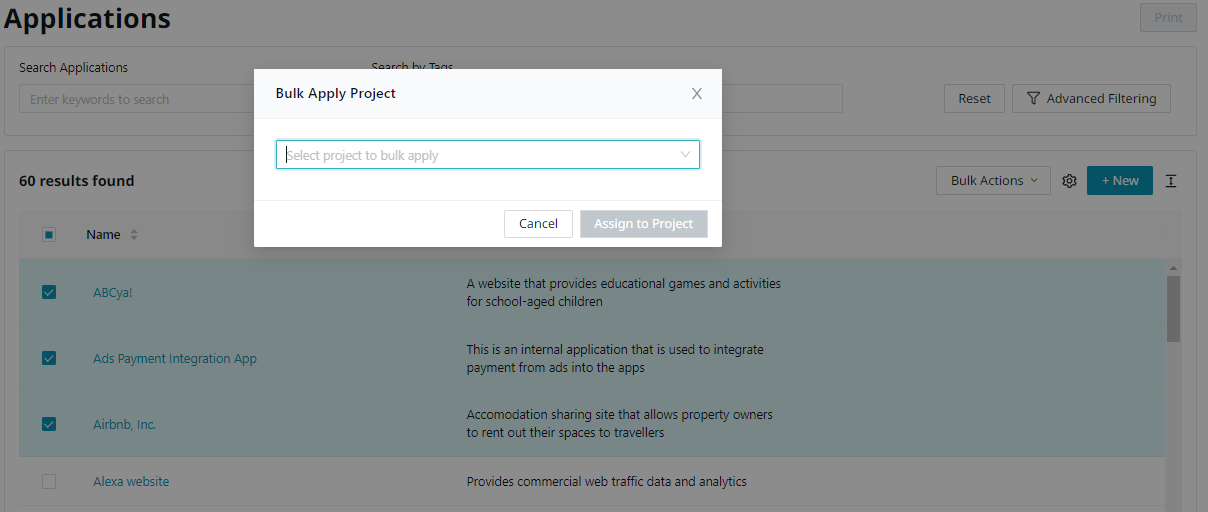 Applications
Print
Search Applications
Search by Tags
Enter keywords to search
Reset
Advanced Filtering
Bulk Apply Project
X
Select project to bulk apply
Cancel
Assign to Project
60 results found
Bulk Actions
+ New
Name
ABCya!
A website that provides educational games and activities
for school-aged children
Ads Payment Integration App
This is an internal application that is used to integrate
payment from ads into the apps
Airbnb, Inc.
Accomodation sharing site that allows property owners
to rent out their spaces to travellers
Alexa website
Provides commercial web traffic data and analytics